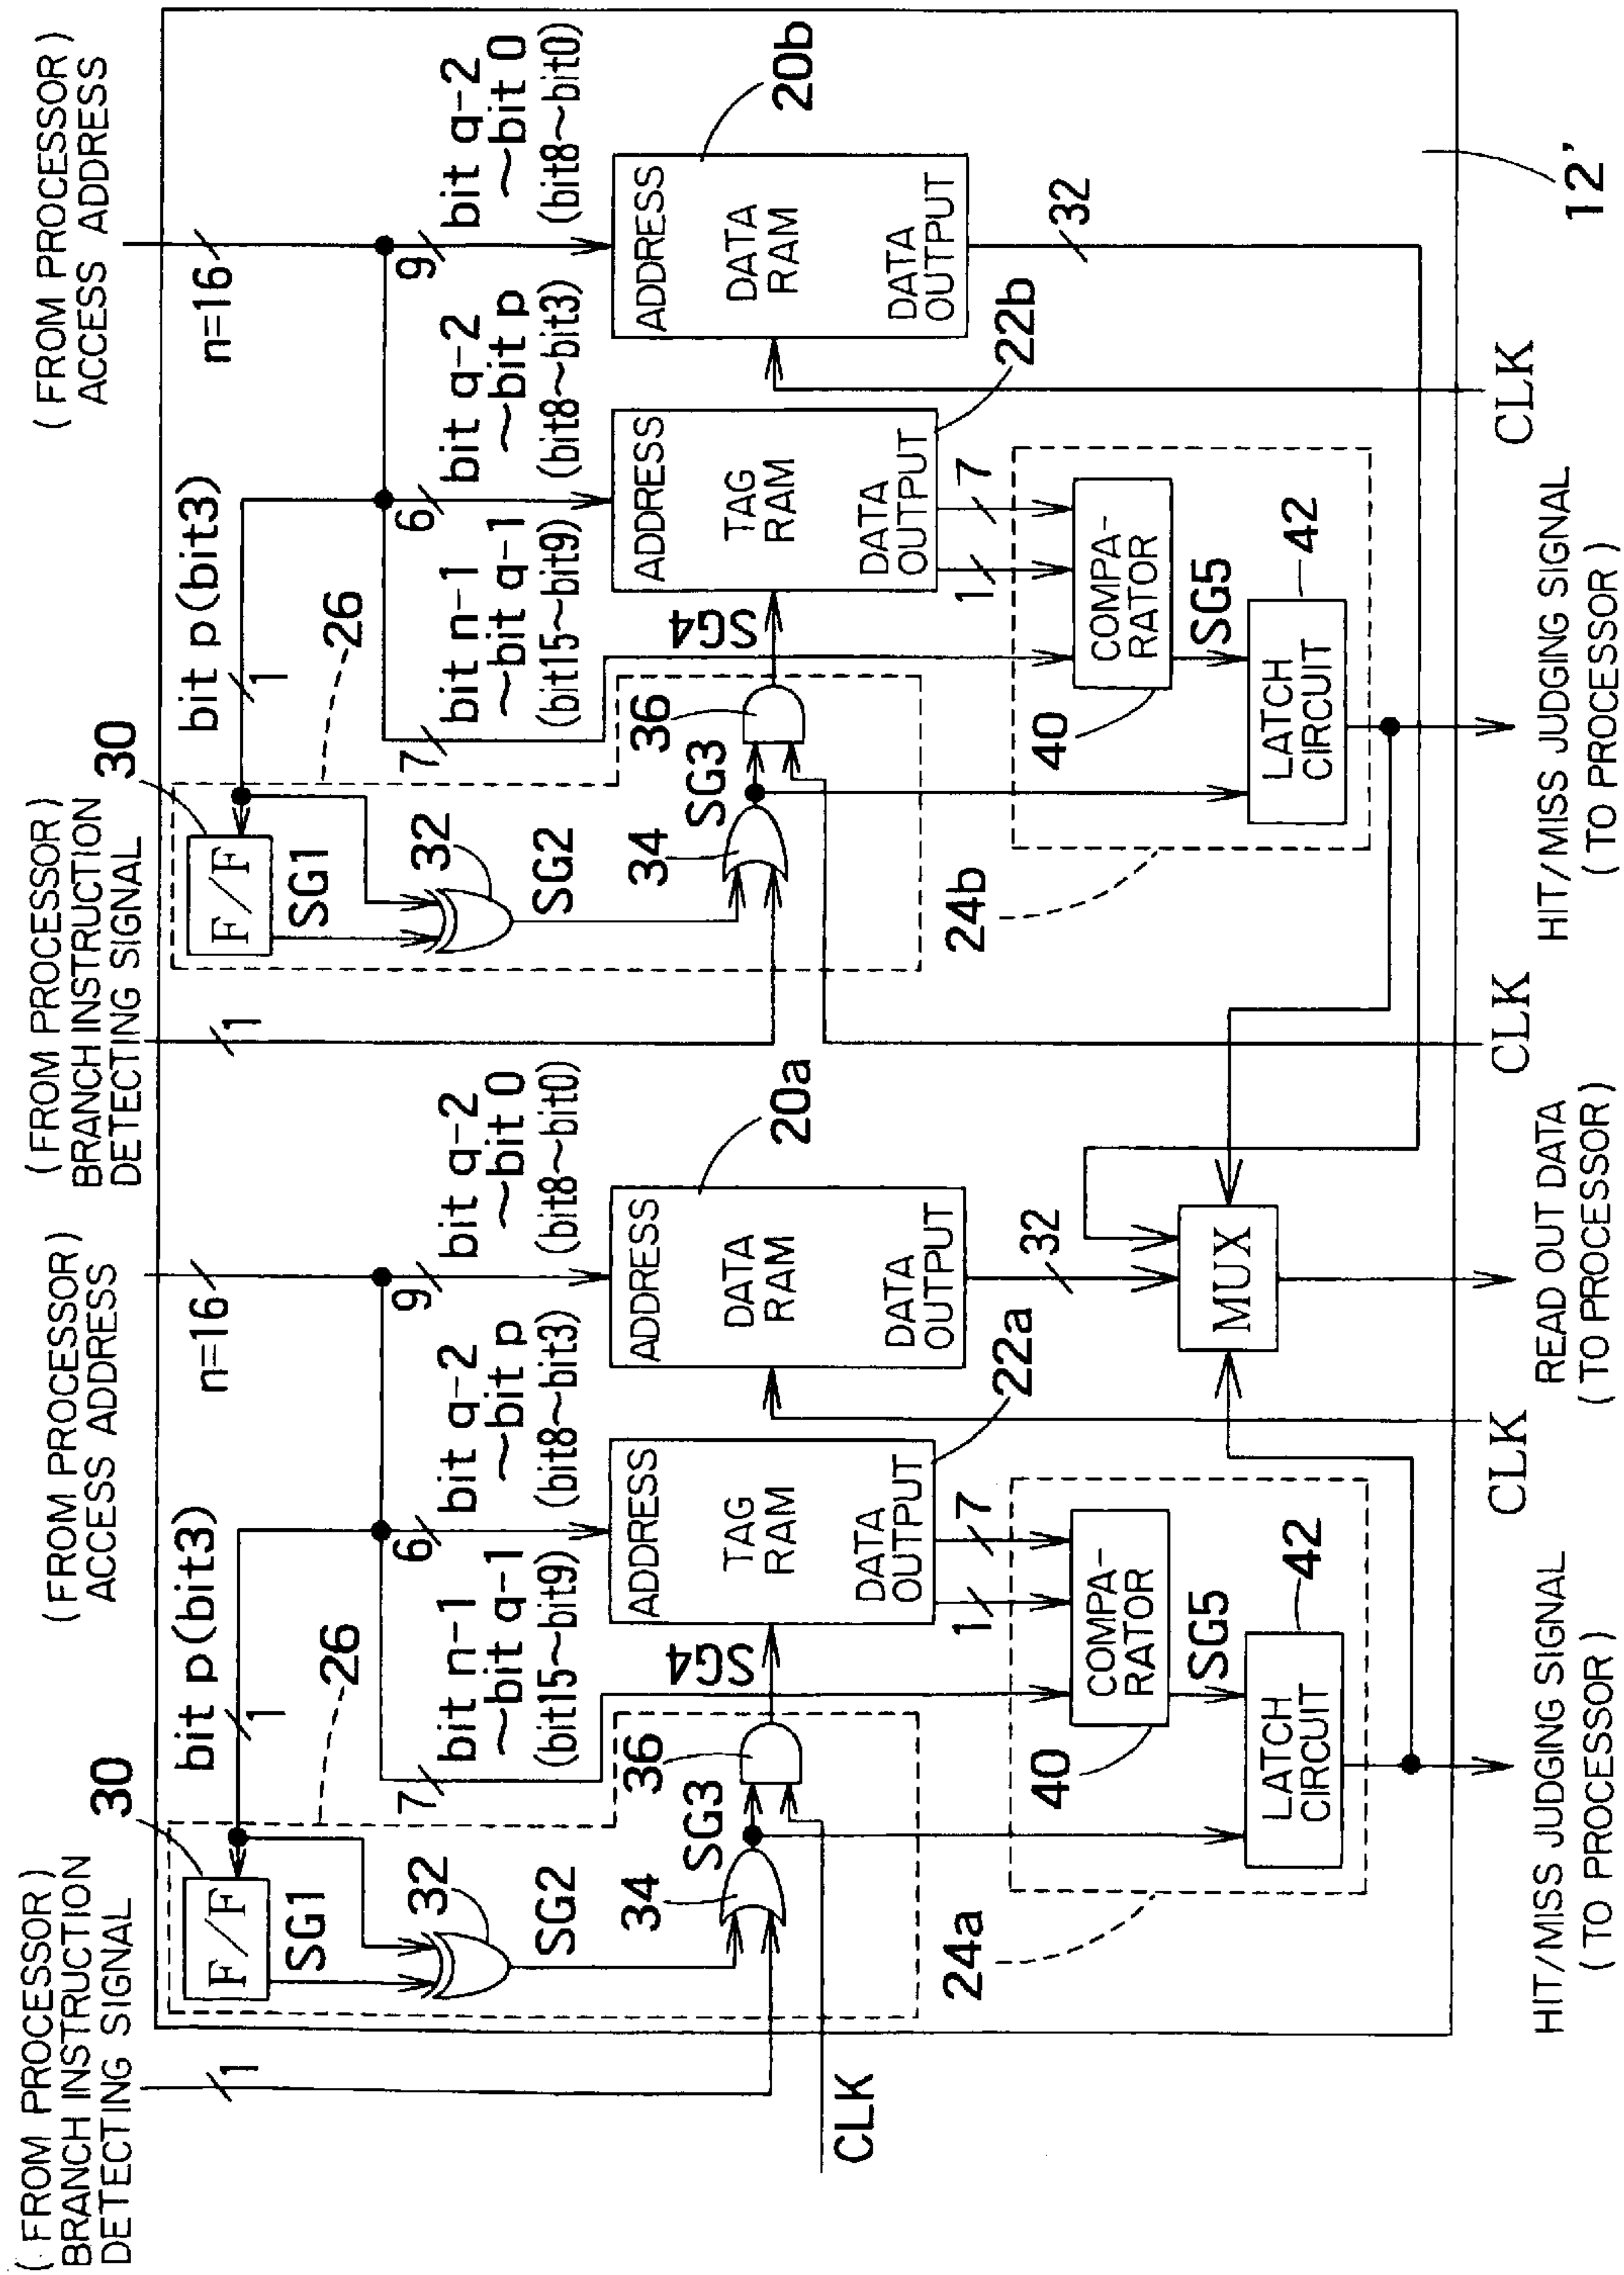 ( FROM PROCESSOR )
BRANCH INSTRUCTION
DETECTING SIGNAL
1
( FROM PROCESSOR )
ACCESS ADDRESS
n=16
30
bit p(bit3)
1
26
F/F
SG1
32
SG2
34
SG3
36
SG4
CLK
7
bit n-1
~bit q-1
(bit15~bit9)
6
bit q-2
~bit p
(bit8~bit3)
9
bit q-2
~bit 0
(bit8~bit0)
ADDRESS
TAG
RAM
DATA
OUTPUT
22a
ADDRESS
DATA
RAM
DATA
OUTPUT
20a
1
7
32
24a
COMPA-
RATOR
40
SG5
LATCH
CIRCUIT
42
MUX
CLK
HIT/MISS JUDGING SIGNAL
( TO PROCESSOR )
READ OUT DATA
( TO PROCESSOR )
( FROM PROCESSOR )
BRANCH INSTRUCTION
DETECTING SIGNAL
1
( FROM PROCESSOR )
ACCESS ADDRESS
n=16
30
bit p(bit3)
1
26
F/F
SG1
32
SG2
34
SG3
36
SG4
CLK
7
bit n-1
~bit q-1
(bit15~bit9)
6
bit q-2
~bit p
(bit8~bit3)
9
bit q-2
~bit 0
(bit8~bit0)
ADDRESS
TAG
RAM
DATA
OUTPUT
22b
ADDRESS
DATA
RAM
DATA
OUTPUT
20b
1
7
32
24b
COMPA-
RATOR
40
SG5
LATCH
CIRCUIT
42
CLK
HIT/MISS JUDGING SIGNAL
( TO PROCESSOR )
12'